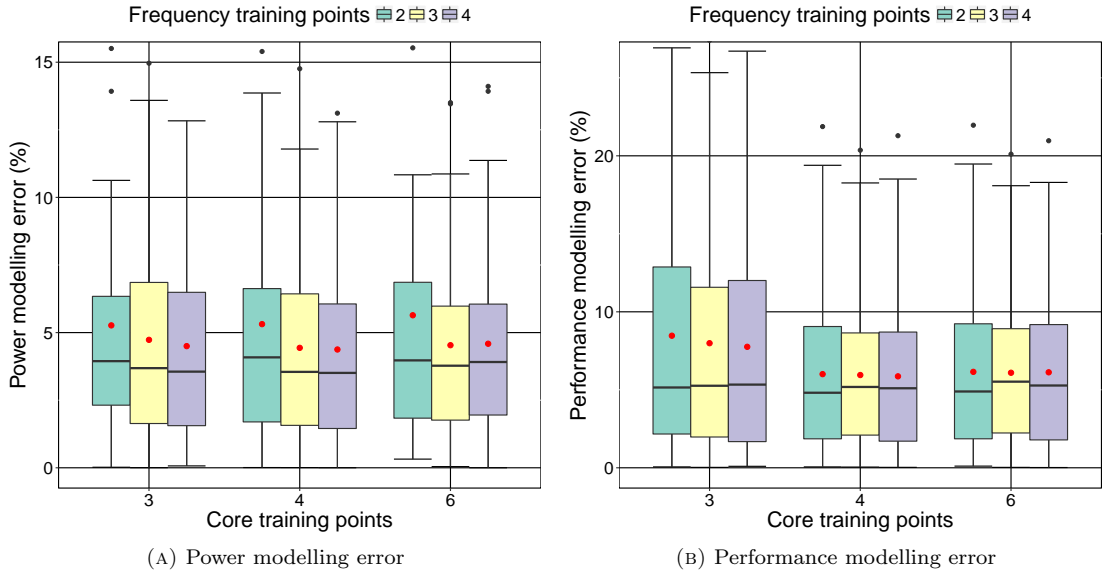 Frequency training points 2 3 4
Power modelling error (%)
15
10
5
0
3 4 6
Core training points
(A) Power modelling error
Frequency training points 2 3 4
Performance modelling error (%)
20
10
0
3 4 6
Core training points
(B) Performance modelling error